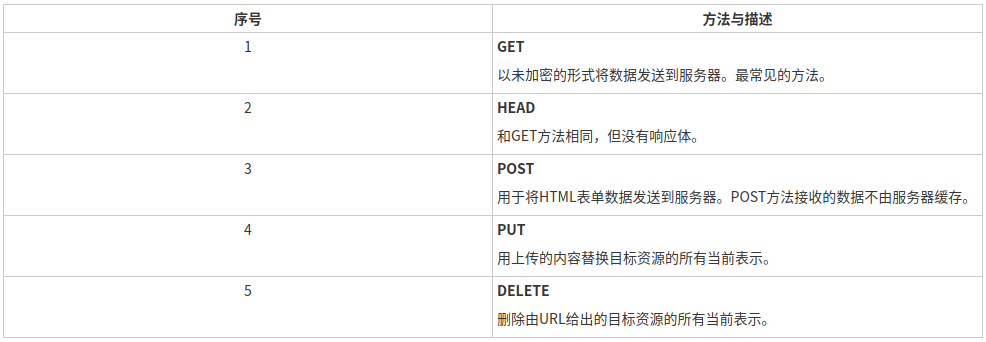 序号 方法与描述
1 GET
以未加密的形式将数据发送到服务器。最常见的方法。
2 HEAD
和GET方法相同，但没有响应体。
3 POST
用于将HTML表单数据发送到服务器。POST方法接收的数据不由服务器缓存。
4 PUT
用上传的内容替换目标资源的所有当前表示。
5 DELETE
删除由URL给出的目标资源的所有当前表示。